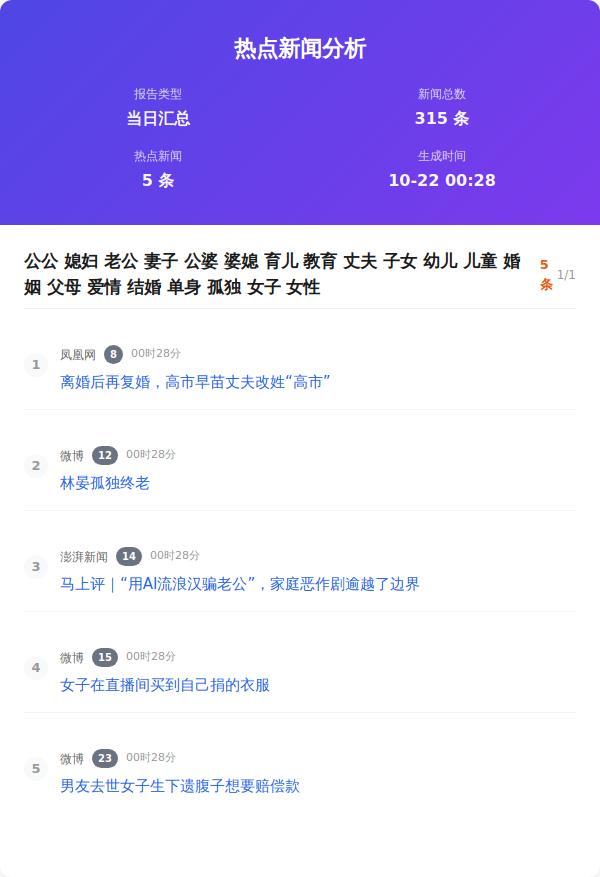 热点新闻分析
报告类型
当日汇总
新闻总数
315 条
热点新闻
5 条
生成时间
10-22 00:28
公公 媳妇 老公 妻子 公婆 婆媳 育儿 教育 丈夫 子女 幼儿 儿童 婚
姻 父母 爱情 结婚 单身 孤独 女子 女性
5
条
1/1
1
凤凰网 8 00时28分
离婚后再复婚，高市早苗丈夫改姓“高市”
2
微博 12 00时28分
林晏孤独终老
3
澎湃新闻 14 00时28分
马上评｜“用AI流浪汉骗老公”，家庭恶作剧逾越了边界
4
微博 15 00时28分
女子在直播间买到自己捐的衣服
5
微博 23 00时28分
男友去世女子生下遗腹子想要赔偿款